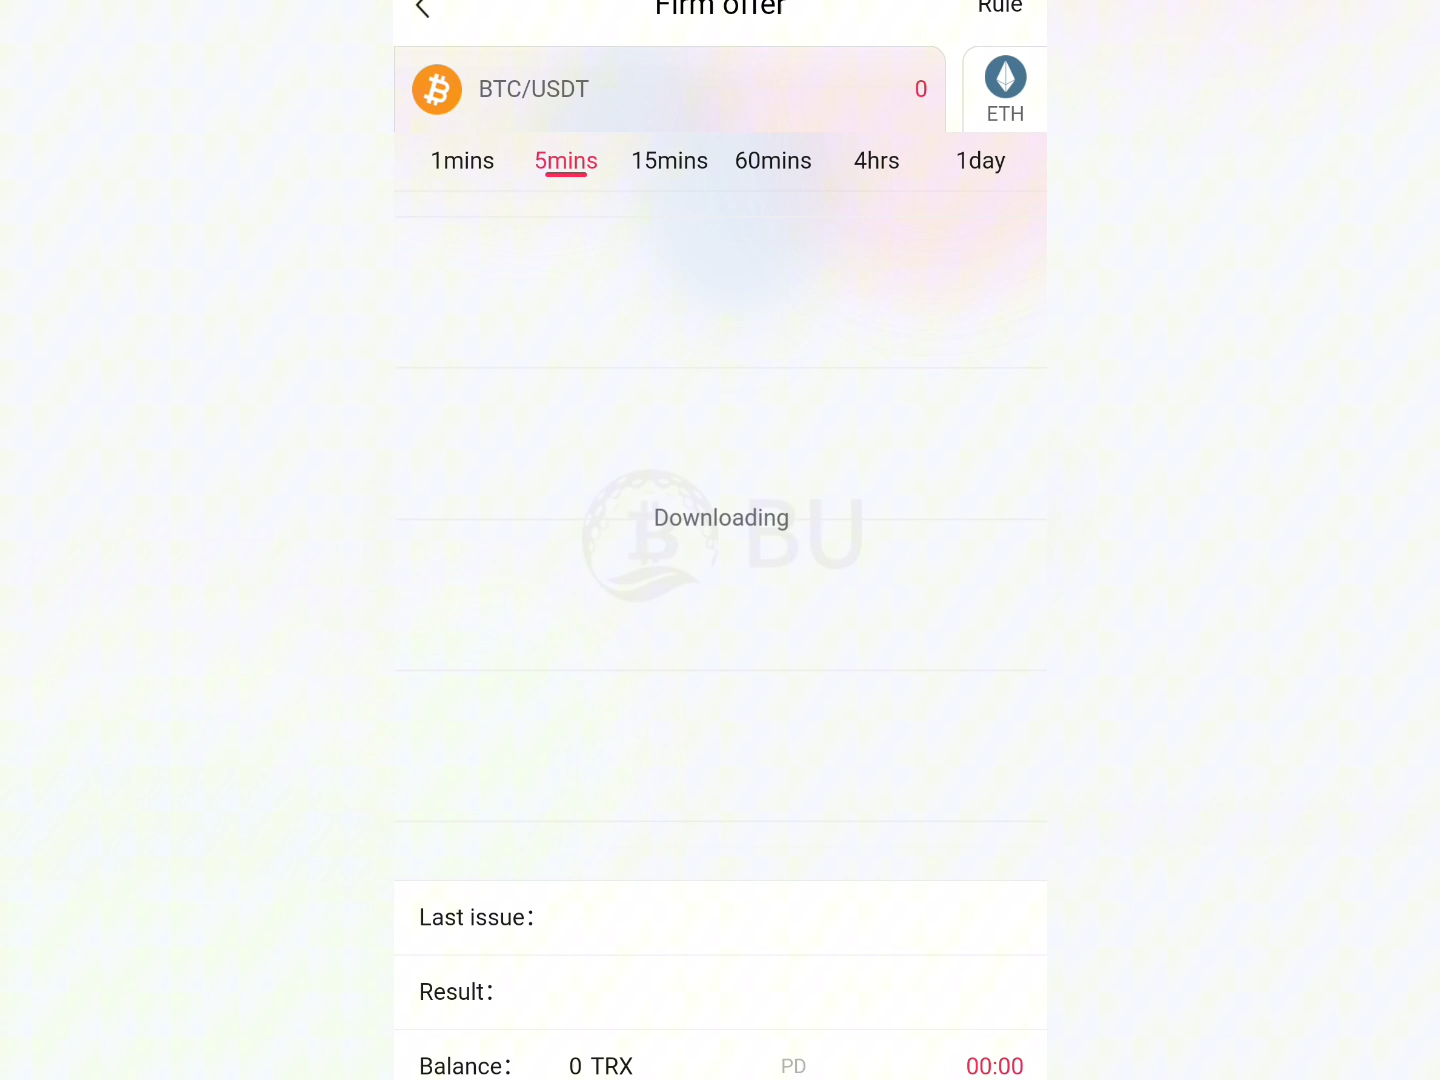 Firm offer
Rule
BTC/USDT
0
ETH
1mins
5mins
15mins
60mins
4hrs
1day
Downloading
BU
Last issue：
Result：
Balance：
0 TRX
PD
00:00